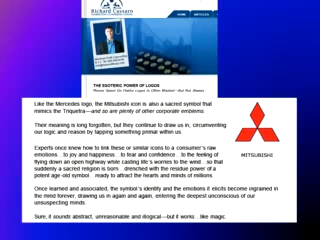 Richard Cassaro
HOME ARTICLES
THE ESOTERIC POWER OF LOGOS
Like the Mercedes logo, the Mitsubishi icon is also a sacred symbol that
mimics the Triquetra—and so are plenty of other corporate emblems.
Their meaning is long forgotten, but they continue to draw us in, circumventing
our logic and reason by tapping something primal within us.
Experts once knew how to link these or similar icons to a consumer's raw
emotions...to joy and happiness...to fear and confidence...to the feeling of
flying down an open highway while casting life's worries to the wind...so that
suddenly a sacred religion is born...drenched with the residue power of a
potent age-old symbol...ready to attract the hearts and minds of millions.
MITSUBISHI
Once learned and associated, the symbol's identity and the emotions it elicits become ingrained in
the mind forever, drawing us in again and again, entering the deepest unconscious of our
unsuspecting minds.
Sure, it sounds abstract, unreasonable and illogical—but it works...like magic.